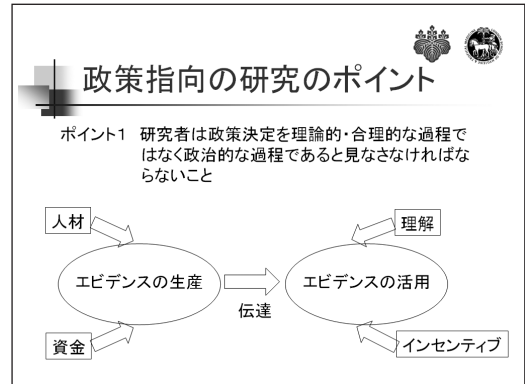 政策指向の研究のポイント
ポイント1 研究者は政策決定を理論的・合理的な過程で
はなく政治的な過程であると見なさなければな
らないこと
人材
理解
エビデンスの生産
エビデンスの活用
伝達
資金
インセンティブ